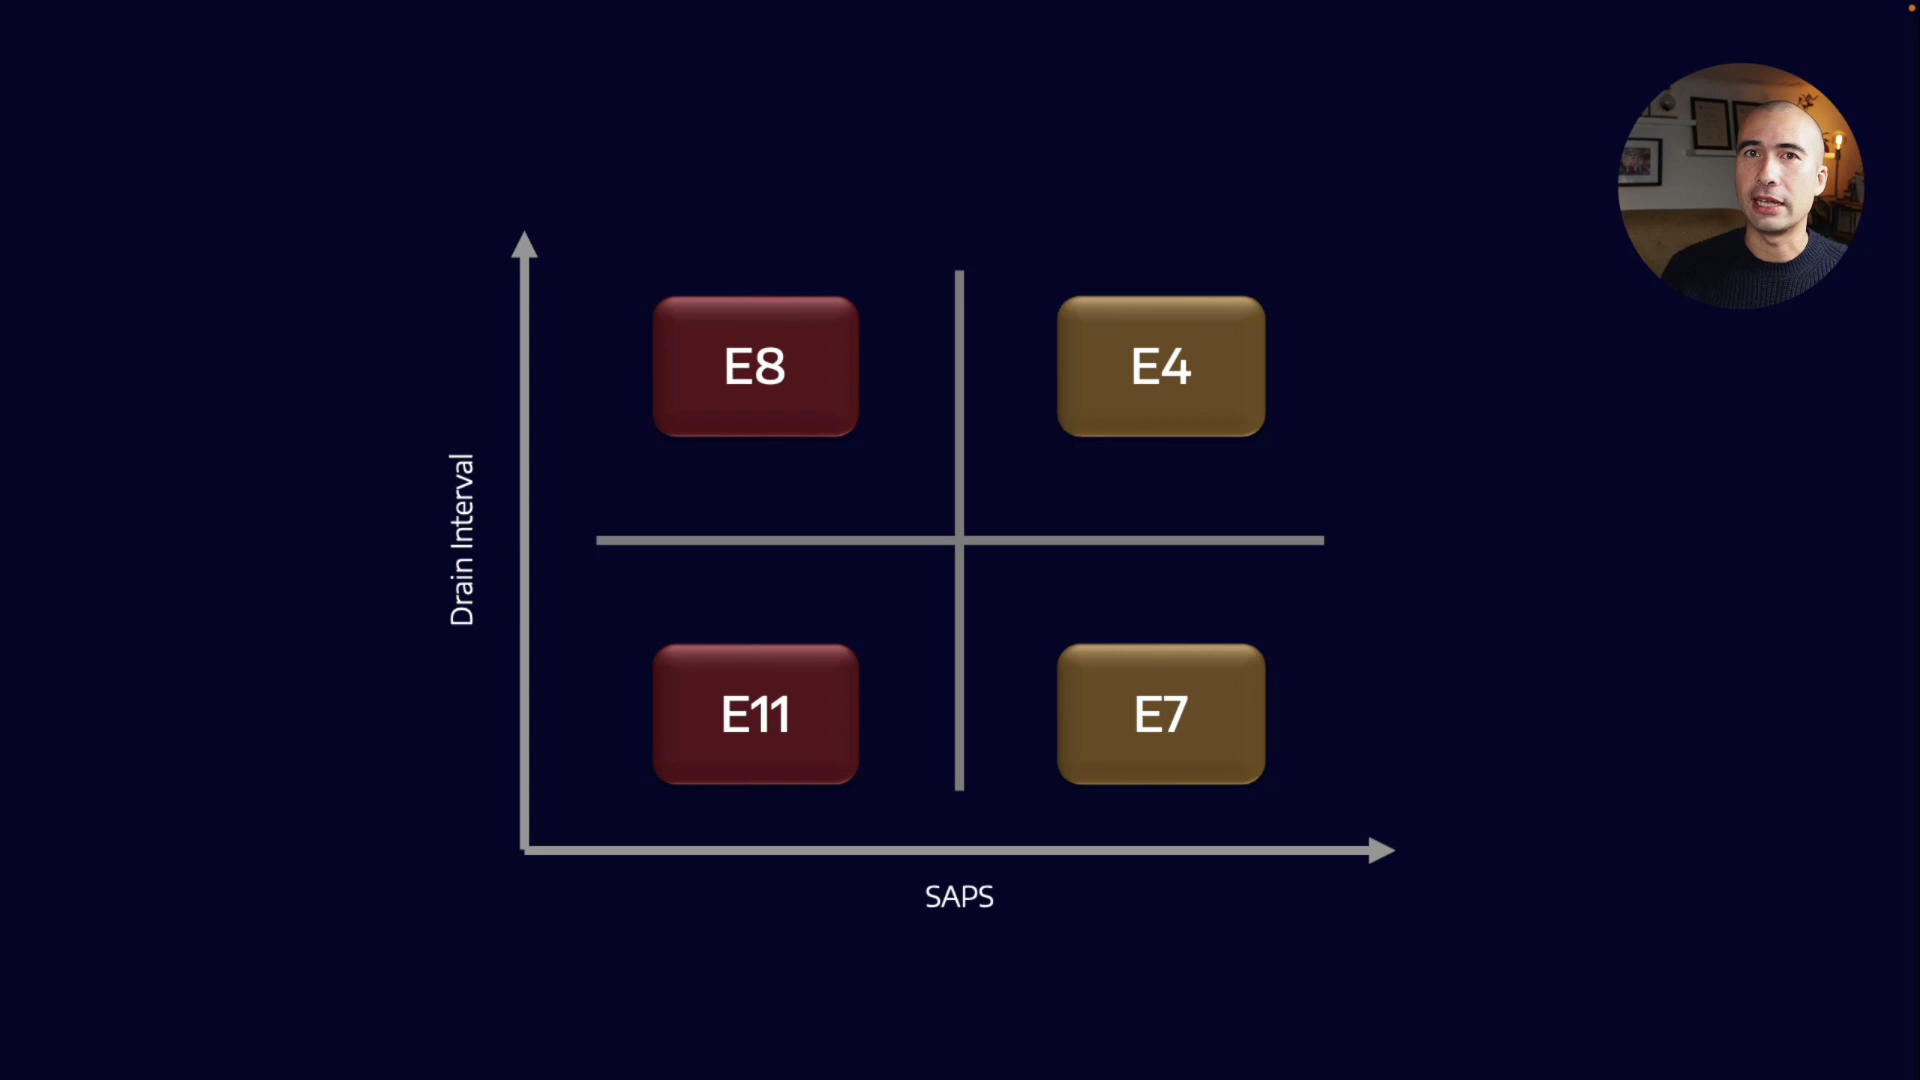 E8
E4
Drain Interval
E11
E7
SAPS